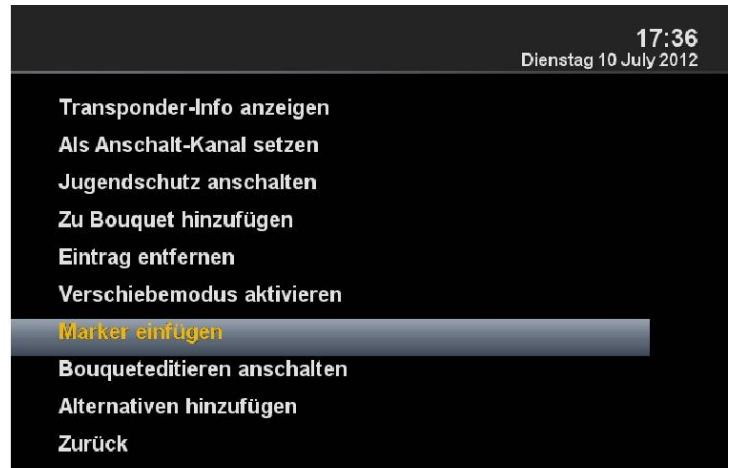 17:36
Dienstag 10 July 2012
Transponder-Info anzeigen
Als Anschalt-Kanal setzen
Jugendschutz anschalten
Zu Bouquet hinzufügen
Eintrag entfernen
Verschiebemodus aktivieren
Marker einfügen
Bouqueteditieren anschalten
Alternativen hinzufügen
Zurück